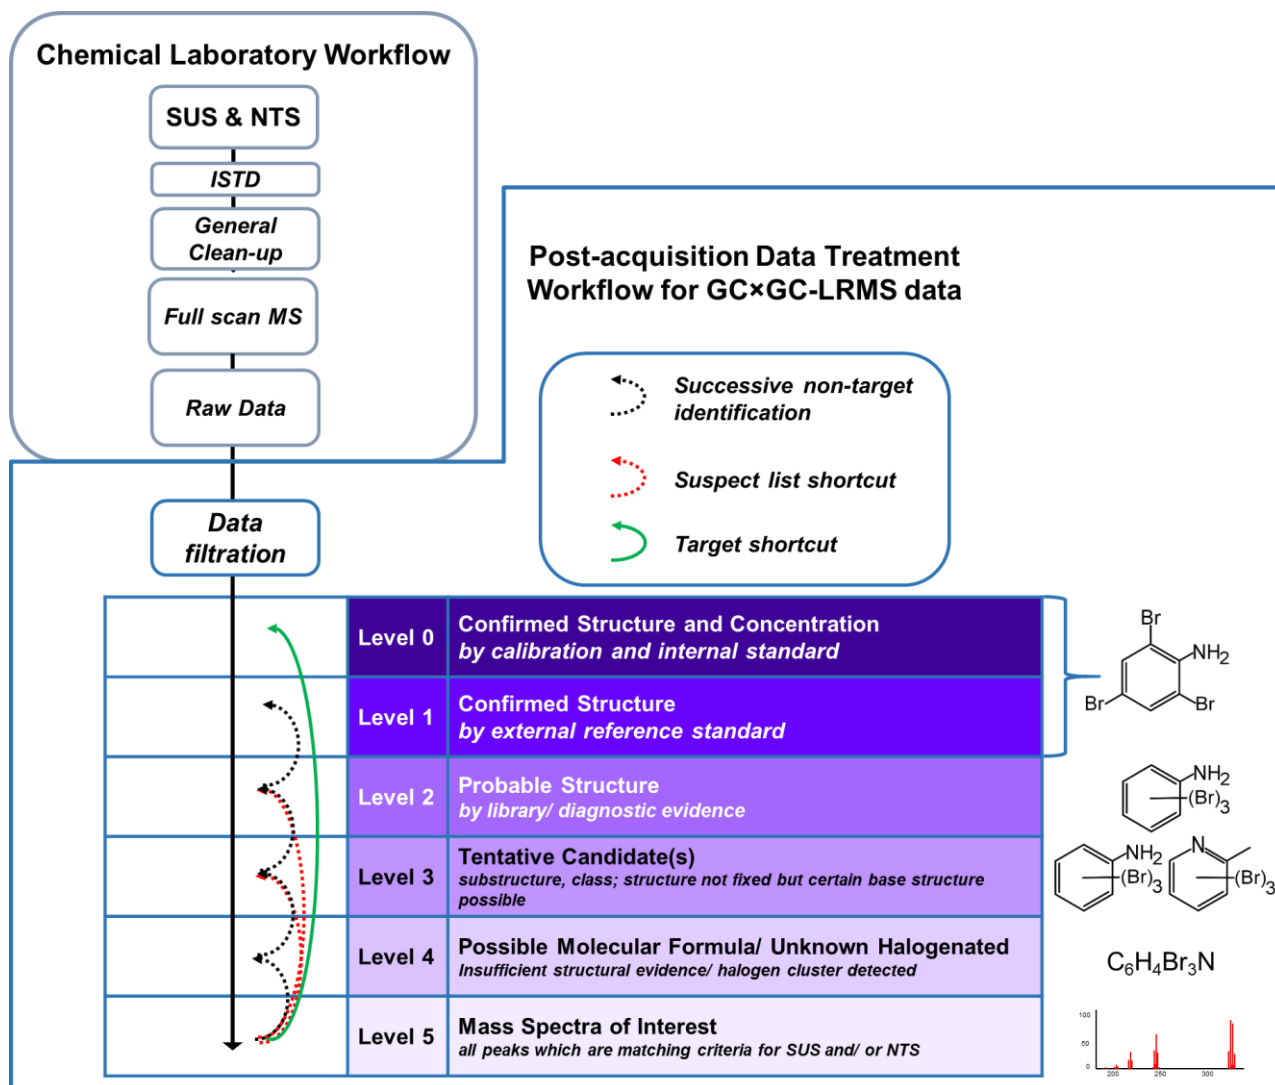 Chemical Laboratory Workflow
SUS & NTS
ISTD
General
Clean-up
Full scan MS
Raw Data
Post-acquisition Data Treatment
Workflow for GC×GC-LRMS data
Successive non-target
identification
Suspect list shortcut
Target shortcut
Data
filtration
Level 0
Confirmed Structure and Concentration
by calibration and internal standard
Level 1
Confirmed Structure
by external reference standard
Br
NH2
Br
Br
Level 2
Probable Structure
by library/ diagnostic evidence
NH2
(Br)3
Level 3
Tentative Candidate(s)
substructure, class; structure not fixed but certain base structure
possible
NH2
(Br)3
N
(Br)3
Level 4
Possible Molecular Formula/ Unknown Halogenated
Insufficient structural evidence/ halogen cluster detected
C6H4Br3N
Level 5
Mass Spectra of Interest
all peaks which are matching criteria for SUS and/ or NTS
100
50
0
200 250 300